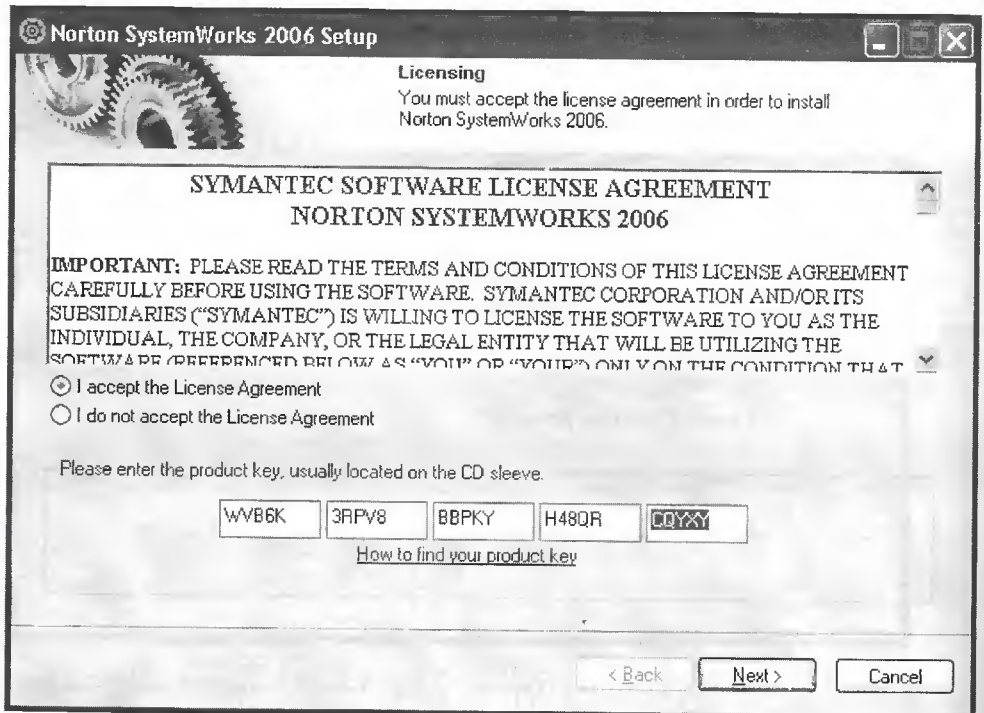 Norton SystemWorks 2006 Setup
Licensing
You must accept the license agreement in order to install
Norton SystemWorks 2006.
SYMANTEC SOFTWARE LICENSE AGREEMENT
NORTON SYSTEMWORKS 2006
IMPORTANT: PLEASE READ THE TERMS AND CONDITIONS OF THIS LICENSE AGREEMENT
CAREFULLY BEFORE USING THE SOFTWARE. SYMANTEC CORPORATION AND/OR ITS
SUBSIDIARIES ("SYMANTEC") IS WILLING TO LICENSE THE SOFTWARE TO YOU AS THE
INDIVIDUAL, THE COMPANY, OR THE LEGAL ENTITY THAT WILL BE UTILIZING THE
SOFTWARE (REFERENCED BELOW AS "YOU" OR "YOUR") ONLY ON THE CONDITION THAT
I accept the License Agreement
I do not accept the License Agreement
Please enter the product key, usually located on the CD sleeve.
WVB6K 3RPV8 BBPKY H48QR CQYXY
How to find your product key
< Back Next > Cancel